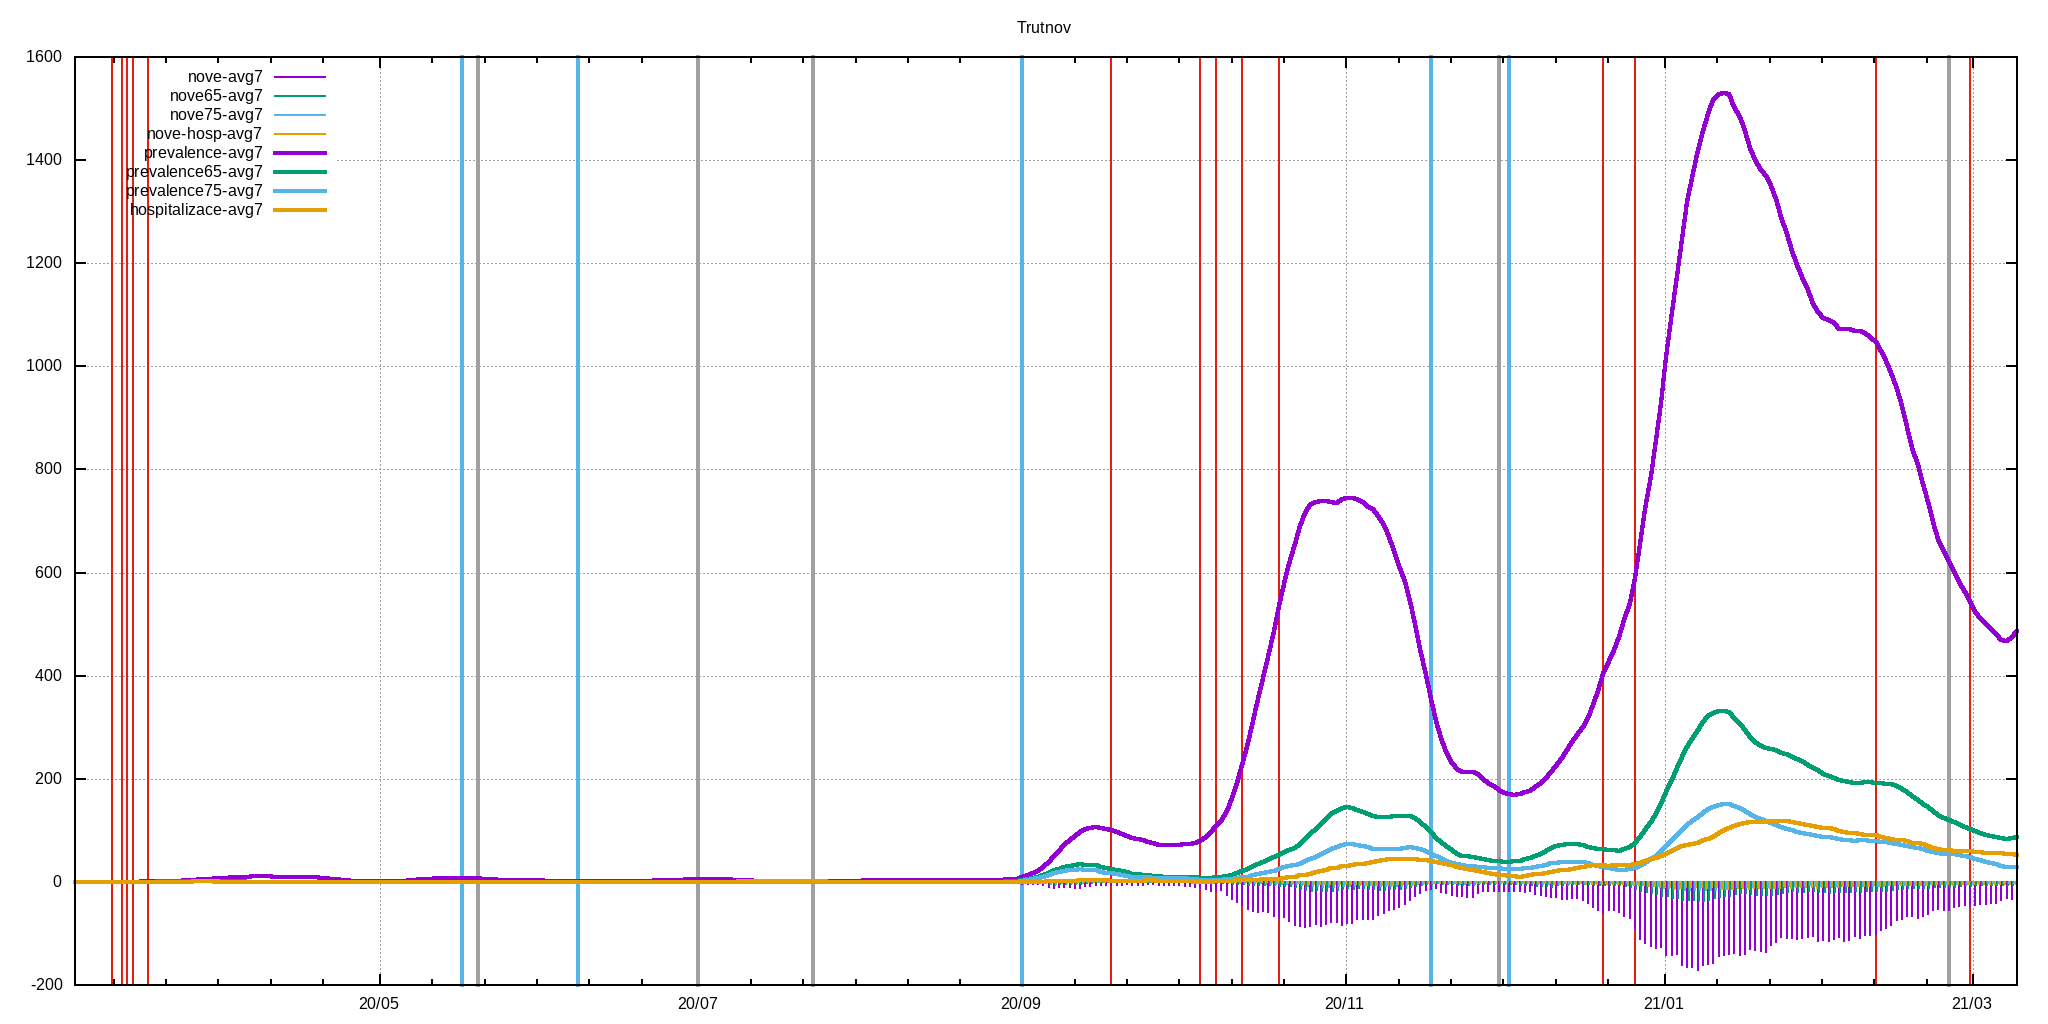 Trutnov
1600
1400
1200
1000
800
600
400
200
0
-200
nove-avg7
nove65-avg7
nove75-avg7
nove-hosp-avg7
prevalence-avg7
prevalence65-avg7
prevalence75-avg7
hospitalizace-avg7
20/05 20/07 20/09 20/11 21/01 21/03